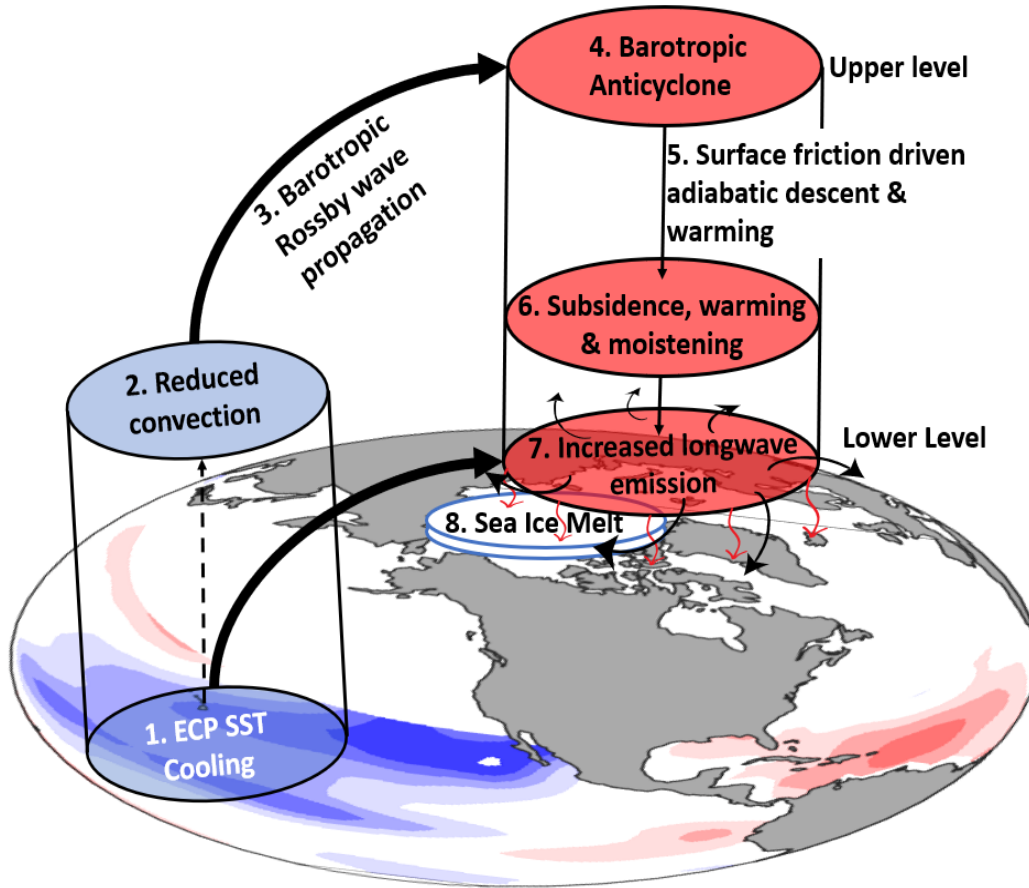 4. Barotropic
Anticyclone
Upper level
5. Surface friction driven
adiabatic descent &
warming
3. Barotropic
Rossby wave
propagation
6. Subsidence, warming
& moistening
2. Reduced
convection
7. Increased longwave
emission
Lower Level
8. Sea Ice Melt
1. ECP SST
Cooling